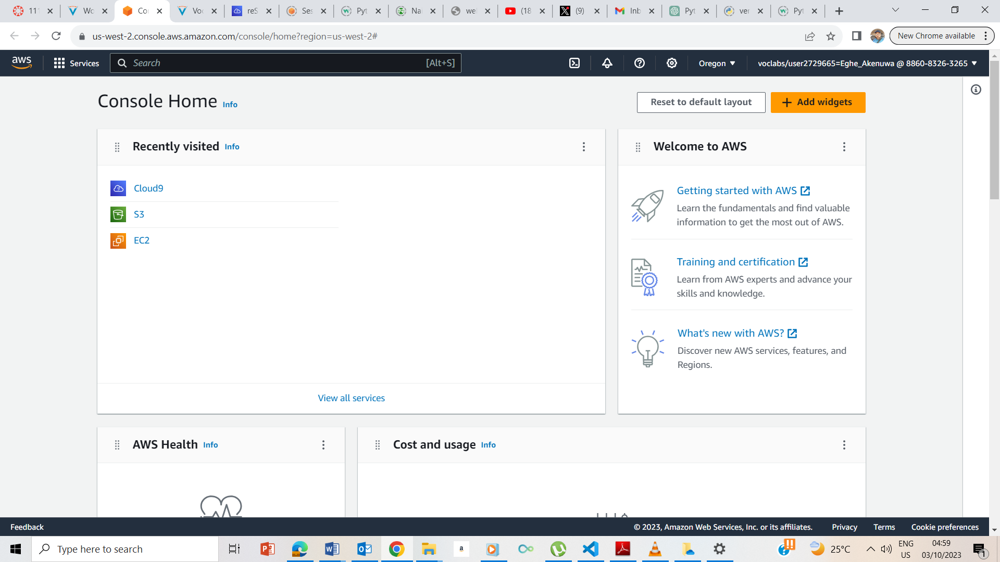 111
Wo
Co
Voc
reS
Ses
Pyt
Na
we
(18
(9)
Inb
Pyt
ver
Pyt
us-west-2.console.aws.amazon.com/console/home?region=us-west-2#
New Chrome available
aws
Services
Search
[Alt+S]
Oregon
voclabs/user2729665=Eghe_Akenuwa @ 8860-8326-3265
Console Home Info
Reset to default layout
Add widgets
Recently visited Info
Cloud9
S3
EC2
View all services
Welcome to AWS
Getting started with AWS
Learn the fundamentals and find valuable
information to get the most out of AWS.
Training and certification
Learn from AWS experts and advance your
skills and knowledge.
What's new with AWS?
Discover new AWS services, features, and
Regions.
AWS Health Info
Cost and usage Info
Feedback
© 2023, Amazon Web Services, Inc. or its affiliates.
Privacy
Terms
Cookie preferences
Type here to search
25°C
ENG
US
04:59
03/10/2023
1